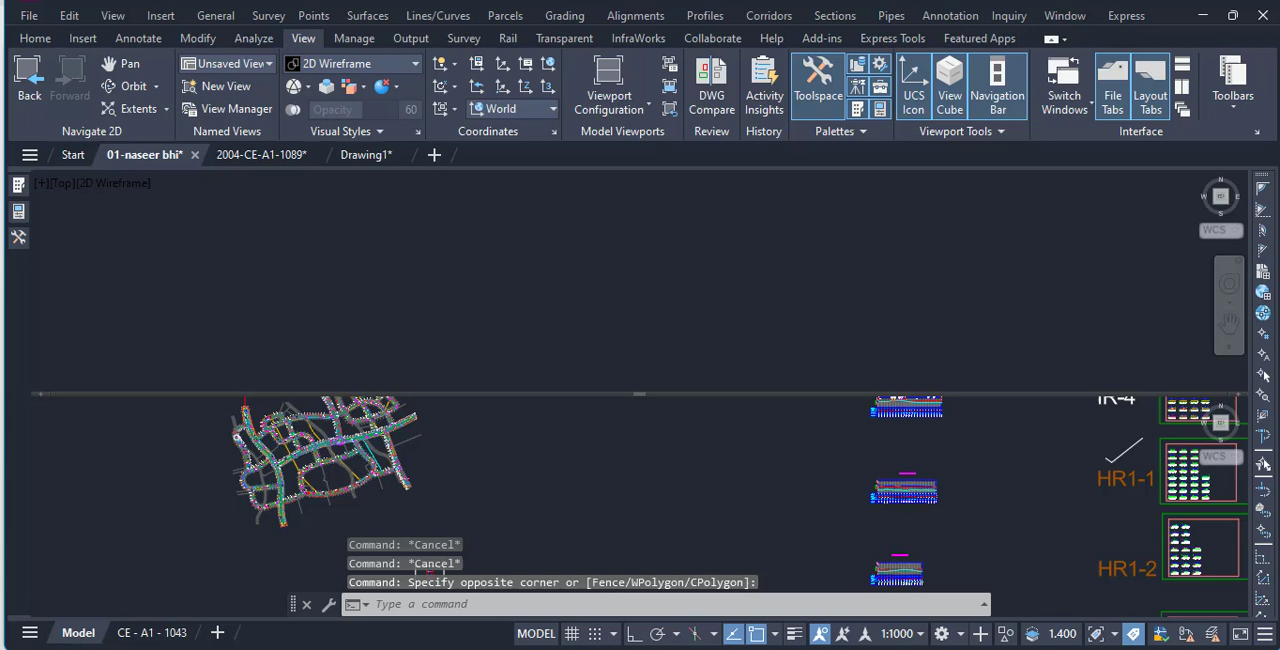 File Edit View Insert General Survey Points Surfaces Lines/Curves Parcels Grading Alignments Profiles Corridors Sections Pipes Annotation Inquiry Window Express
Home Insert Annotate Modify Analyze View Manage Output Survey Rail Transparent InfraWorks Collaborate Help Add-ins Express Tools Featured Apps
Back Forward Pan Orbit Extents
Navigate 2D
Unsaved View
New View
View Manager
Named Views
2D Wireframe
Opacity 60
Visual Styles
World
Coordinates
Viewport Configuration
Model Viewports
DWG Compare
Review
Activity Insights
History
Toolspace
Palettes
UCS Icon
View Cube
Navigation Bar
Viewport Tools
Switch Windows
File Tabs
Layout Tabs
Interface
Toolbars
Start 01-naseer bhi* 2004-CE-A1-1089* Drawing1*
[+][Top][2D Wireframe]
N
W E
S
WCS
IR-4
N
W E
S
WCS
HR1-1
HR1-2
Command: *Cancel*
Command: *Cancel*
Command: Specify opposite corner or [Fence/WPolygon/CPolygon]:
Type a command
Model CE - A1 - 1043
MODEL 1:1000 1.400